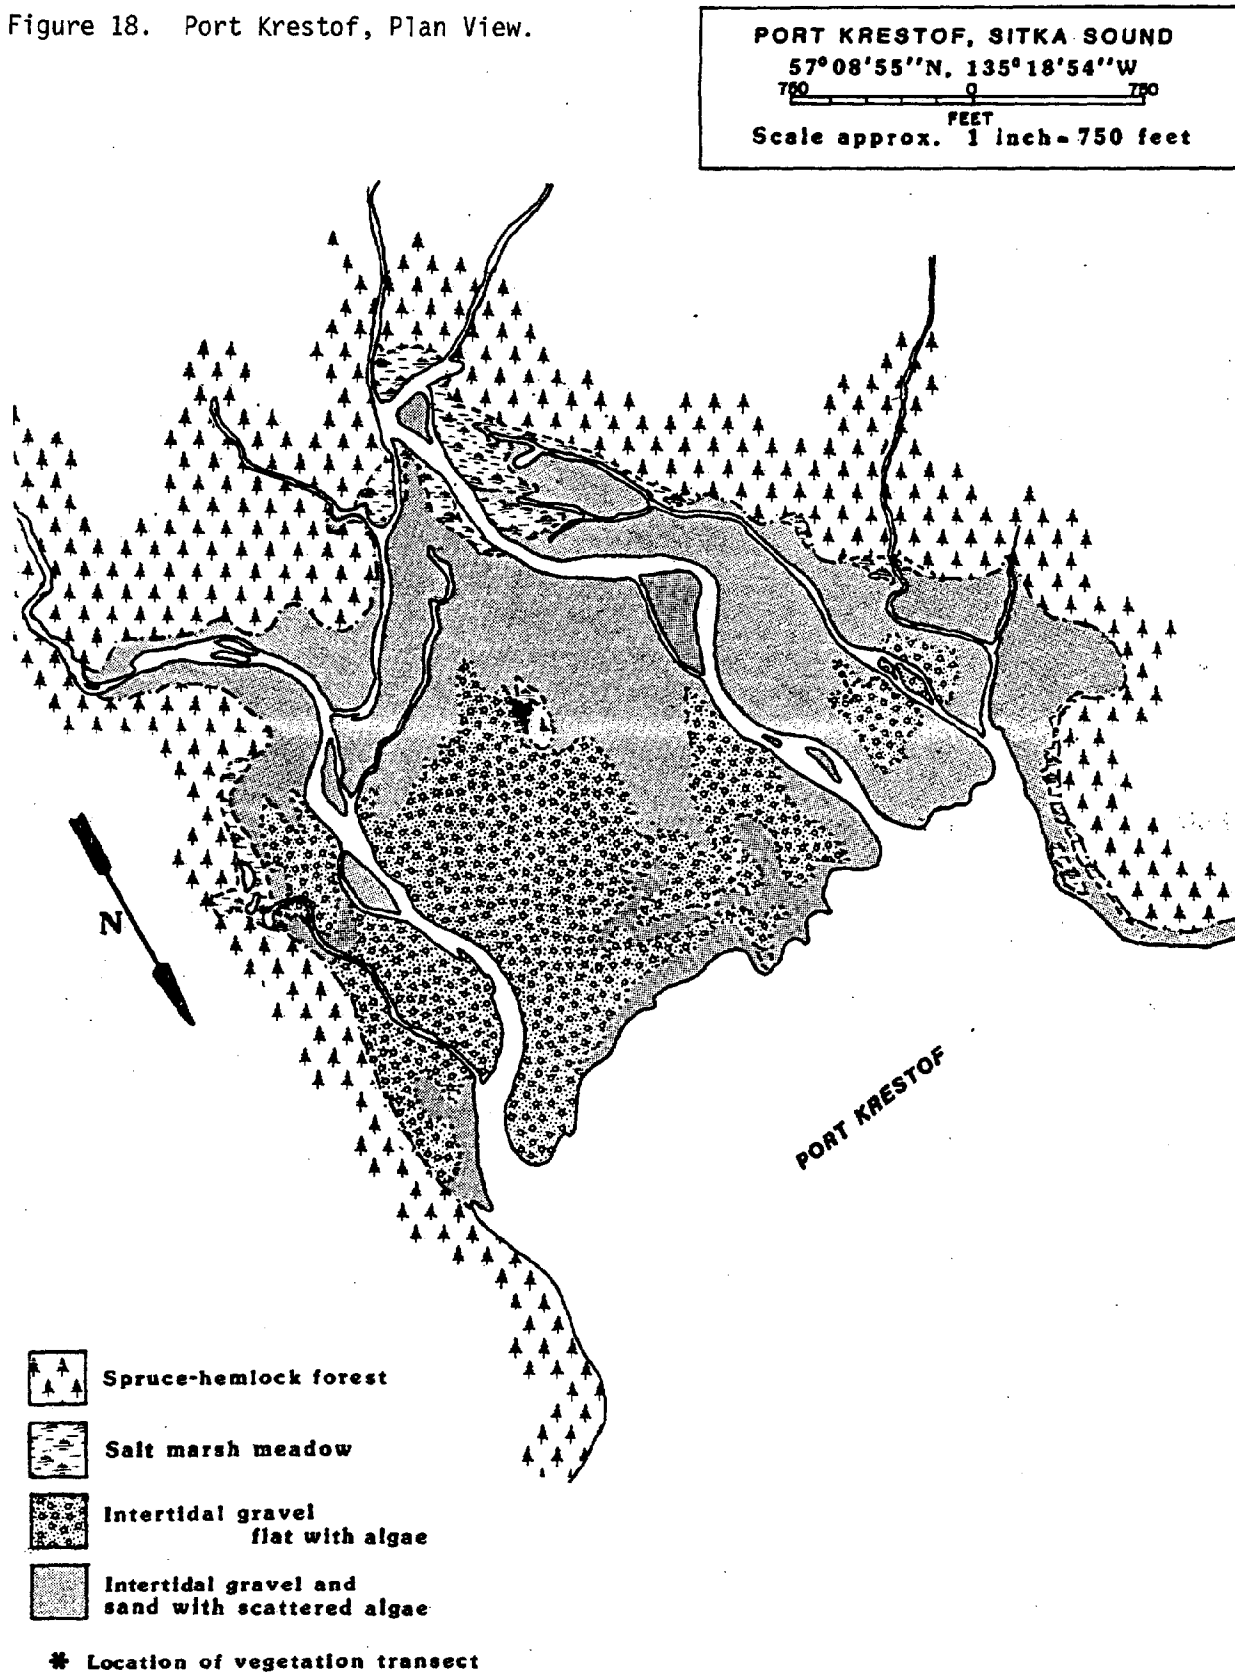 Figure 18. Port Krestof, Plan View.
PORT KRESTOF, SITKA SOUND
57°08'55"N, 135°18'54"W
750 0 750
FEET
Scale approx. 1 inch = 750 feet
N
PORT KRESTOF
Spruce-hemlock forest
Salt marsh meadow
Intertidal gravel
flat with algae
Intertidal gravel and
sand with scattered algae
* Location of vegetation transect